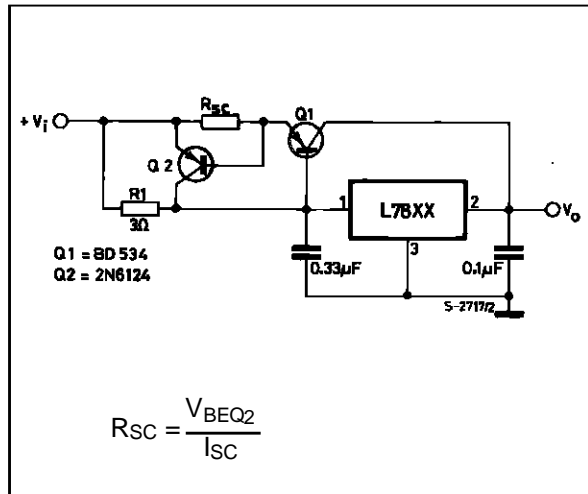 RSC
Q1
+ Vi
Q2
R1
3Ω
1
L78XX
2
Vo
3
Q1 = BD 534
Q2 = 2N6124
0.33µF
0.1µF
S-2717/2
RSC = VBEQ2 / ISC